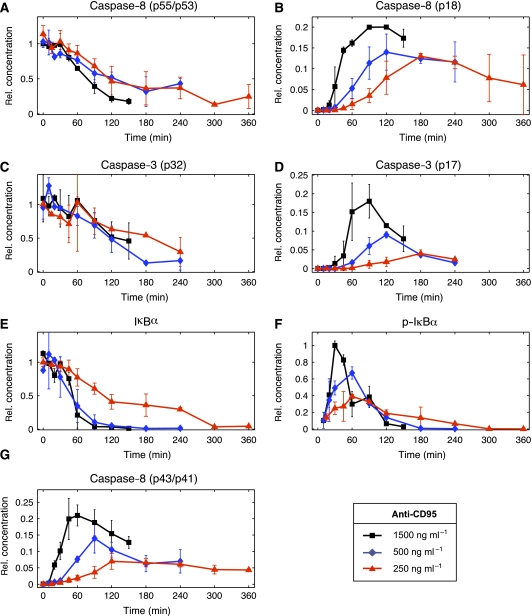 A Caspase-8 (p55/p53)
Rel. concentration
1
0.5
0
0 60 120 180 240 300 360
Time (min)
B Caspase-8 (p18)
Rel. concentration
0.2
0.15
0.1
0.05
0
0 60 120 180 240 300 360
Time (min)
C Caspase-3 (p32)
Rel. concentration
1
0.5
0
0 60 120 180 240 300 360
Time (min)
D Caspase-3 (p17)
Rel. concentration
0.25
0.2
0.15
0.1
0.05
0
0 60 120 180 240 300 360
Time (min)
E IκBα
Rel. concentration
1
0.5
0
0 60 120 180 240 300 360
Time (min)
F p-IκBα
Rel. concentration
1
0.8
0.6
0.4
0.2
0
0 60 120 180 240 300 360
Time (min)
G Caspase-8 (p43/p41)
Rel. concentration
0.25
0.2
0.15
0.1
0.05
0
0 60 120 180 240 300 360
Time (min)
Anti-CD95
1500 ng ml⁻¹
500 ng ml⁻¹
250 ng ml⁻¹